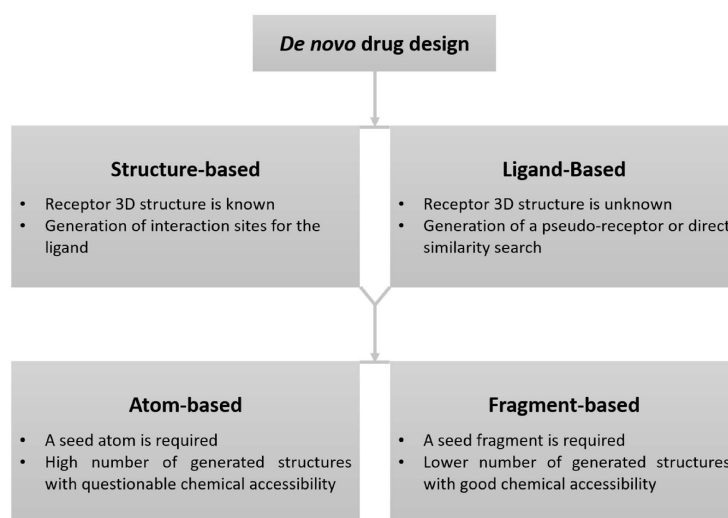 De novo drug design
Structure-based
• Receptor 3D structure is known
• Generation of interaction sites for the
ligand
Ligand-Based
• Receptor 3D structure is unknown
• Generation of a pseudo-receptor or direct
similarity search
Atom-based
• A seed atom is required
• High number of generated structures
with questionable chemical accessibility
Fragment-based
• A seed fragment is required
• Lower number of generated structures
with good chemical accessibility